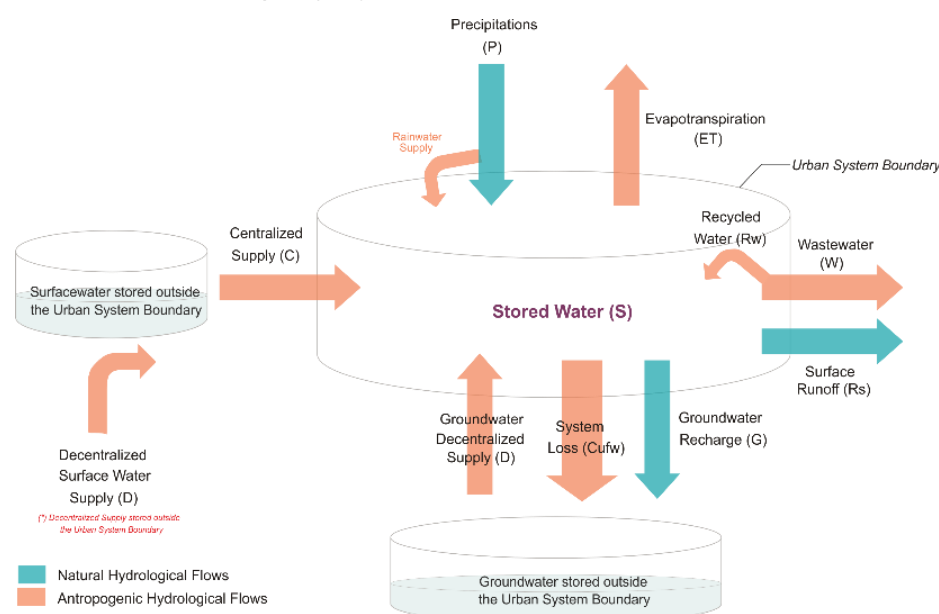 Precipitations
(P)
Rainwater
Supply
Evapotranspiration
(ET)
Urban System Boundary
Centralized
Supply (C)
Recycled
Water (Rw)
Wastewater
(W)
Surfacewater stored outside
the Urban System Boundary
Stored Water (S)
Surface
Runoff (Rs)
Groundwater
Decentralized
Supply (D)
System
Loss (Cufw)
Groundwater
Recharge (G)
Decentralized
Surface Water
Supply (D)
(*) Decentralized Supply stored outside
the Urban System Boundary
Natural Hydrological Flows
Antropogenic Hydrological Flows
Groundwater stored outside
the Urban System Boundary